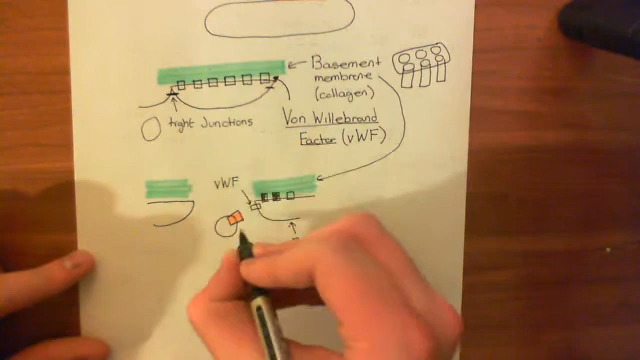 Basement
membrane
(collagen)
tight Junctions
Von Willebrand
Factor (vWF)
vWF